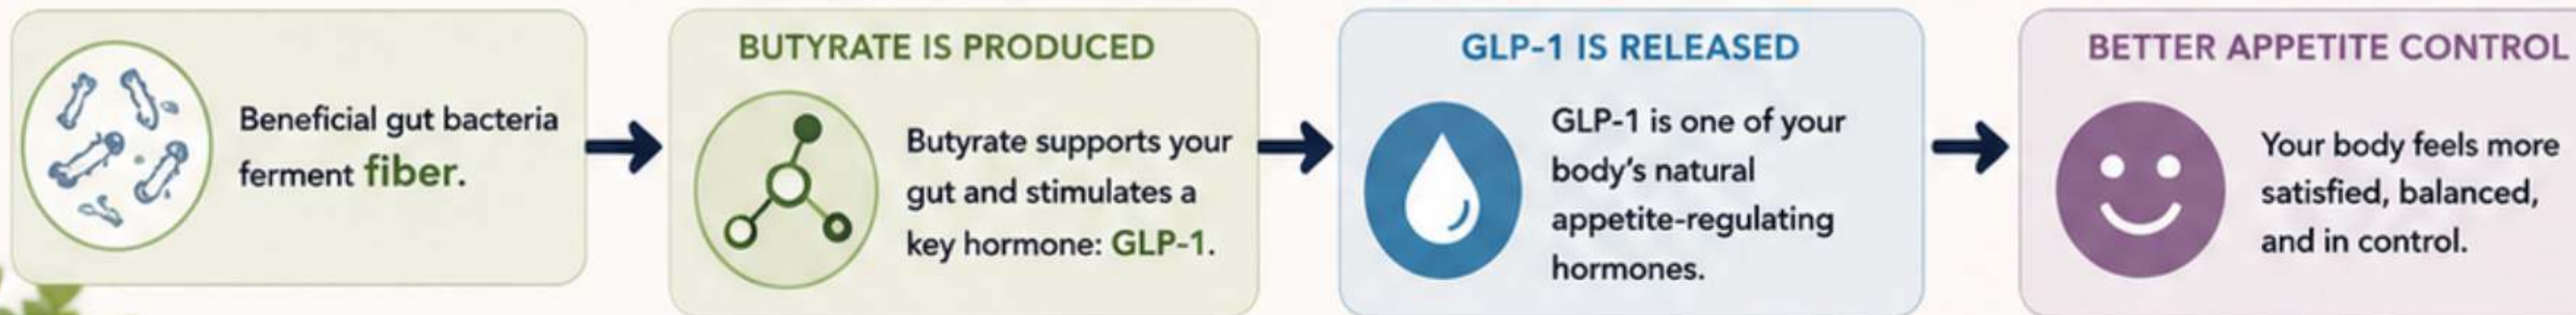 Beneficial gut bacteria
ferment fiber.
BUTYRATE IS PRODUCED
Butyrate supports your
gut and stimulates a
key hormone: GLP-1.
GLP-1 IS RELEASED
GLP-1 is one of your
body's natural
appetite-regulating
hormones.
BETTER APPETITE CONTROL
Your body feels more
satisfied, balanced,
and in control.